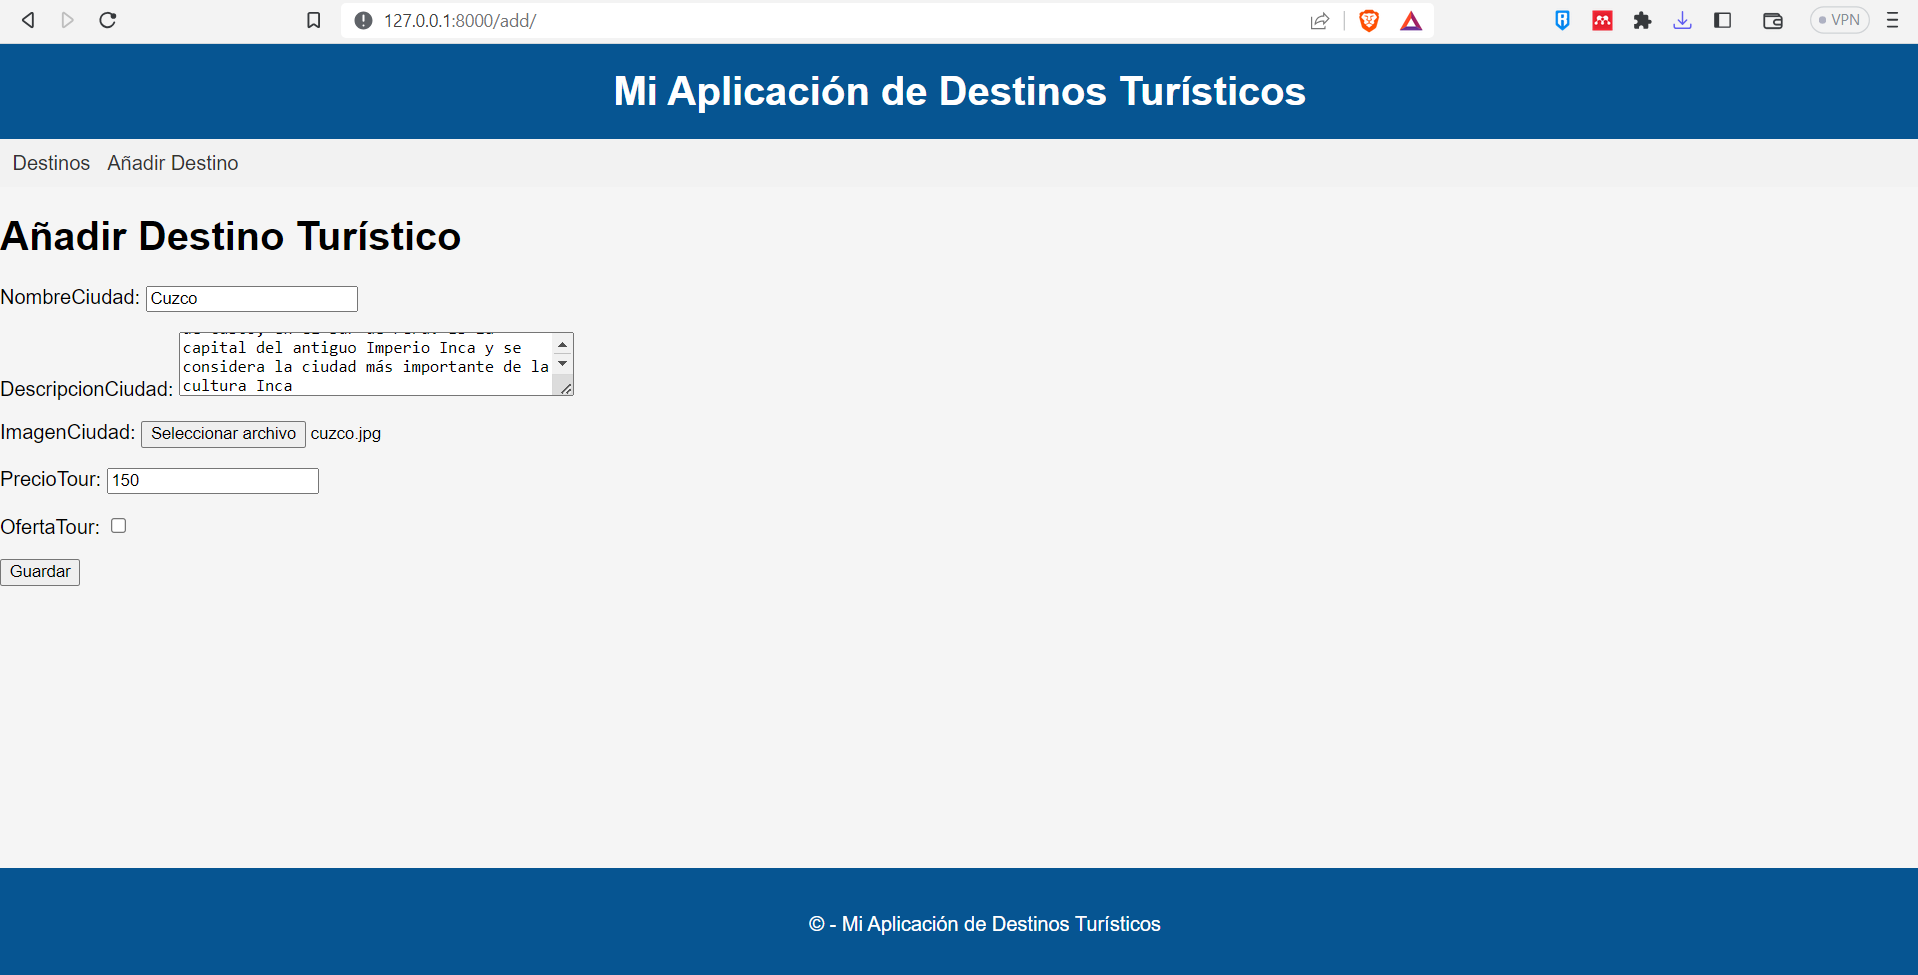 127.0.0.1:8000/add/
VPN
Mi Aplicación de Destinos Turísticos
Destinos Añadir Destino
Añadir Destino Turístico
NombreCiudad: Cuzco
capital del antiguo Imperio Inca y se
considera la ciudad más importante de la
cultura Inca
DescripcionCiudad:
ImagenCiudad: Seleccionar archivo cuzco.jpg
PrecioTour: 150
OfertaTour:
Guardar
© - Mi Aplicación de Destinos Turísticos